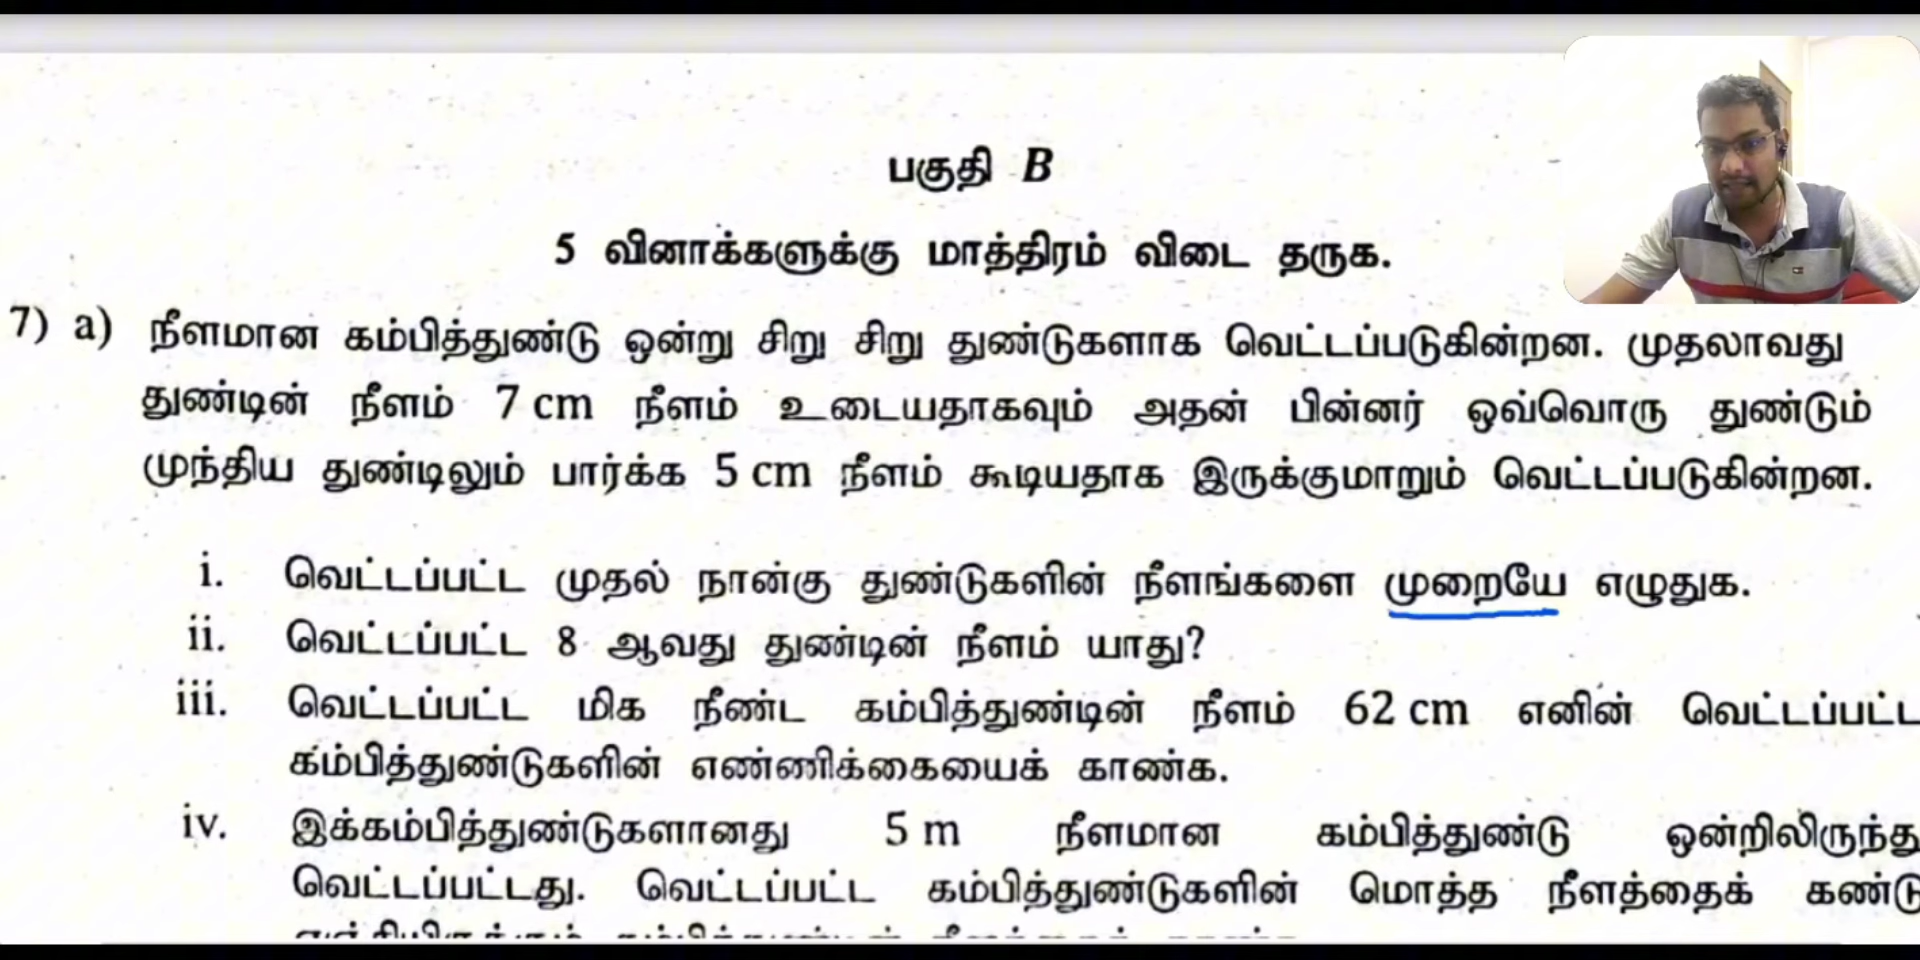 பகுதி B
5 வினாக்களுக்கு மாத்திரம் விடை தருக.
7) a) நீளமான கம்பித்துண்டு ஒன்று சிறு சிறு துண்டுகளாக வெட்டப்படுகின்றன. முதலாவது
துண்டின் நீளம் 7 cm நீளம் உடையதாகவும் அதன் பின்னர் ஒவ்வொரு துண்டும்
முந்திய துண்டிலும் பார்க்க 5 cm நீளம் கூடியதாக இருக்குமாறும் வெட்டப்படுகின்றன.
i. வெட்டப்பட்ட முதல் நான்கு துண்டுகளின் நீளங்களை முறையே எழுதுக.
ii. வெட்டப்பட்ட 8 ஆவது துண்டின் நீளம் யாது?
iii. வெட்டப்பட்ட மிக நீண்ட கம்பித்துண்டின் நீளம் 62 cm எனின் வெட்டப்பட்ட
கம்பித்துண்டுகளின் எண்ணிக்கையைக் காண்க.
iv. இக்கம்பித்துண்டுகளானது 5 m நீளமான கம்பித்துண்டு ஒன்றிலிருந்து
வெட்டப்பட்டது. வெட்டப்பட்ட கம்பித்துண்டுகளின் மொத்த நீளத்தைக் கண்டு